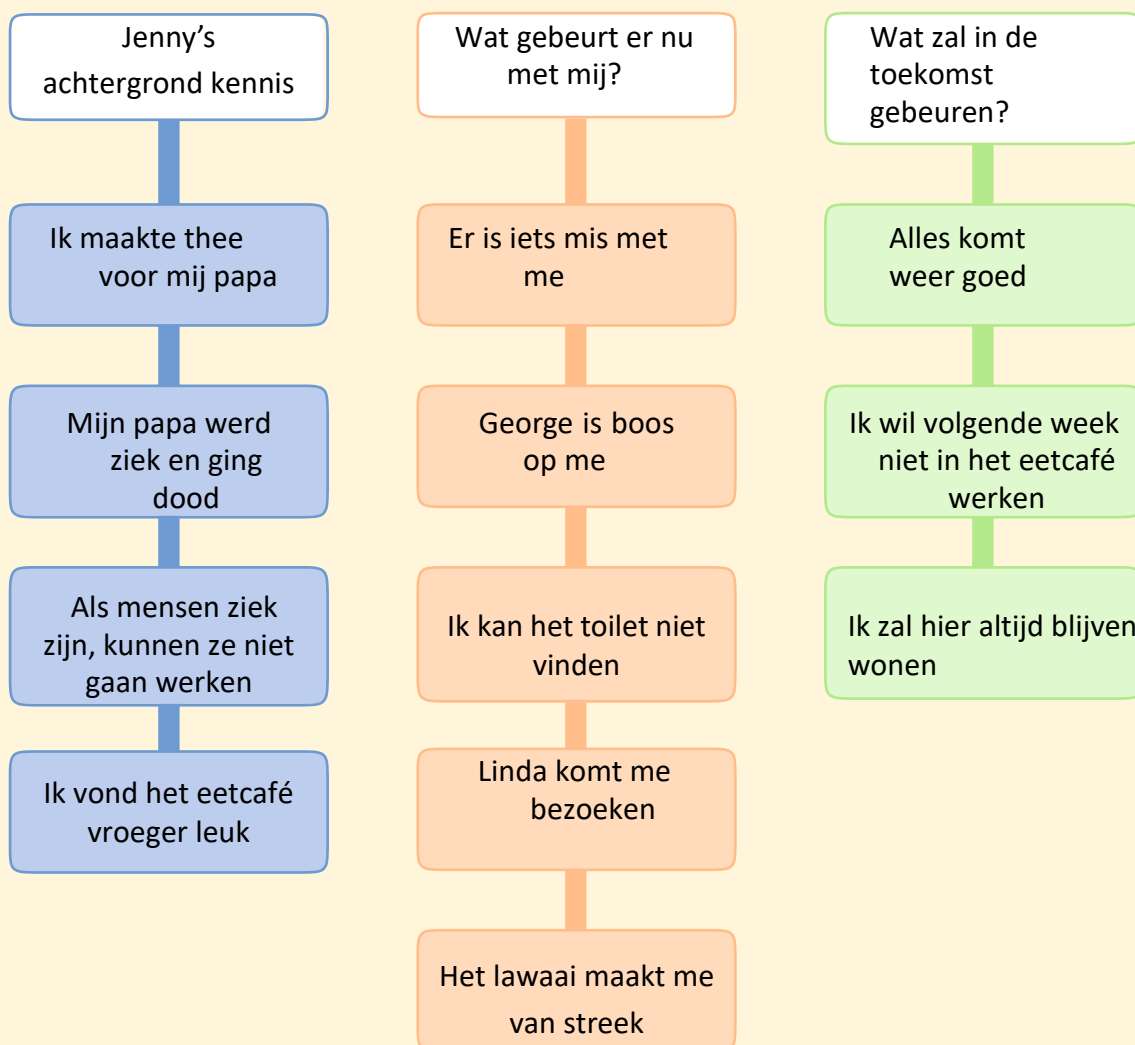 Jenny’s
achtergrond kennis
Ik maakte thee
voor mij papa
Mijn papa werd
ziek en ging
dood
Als mensen ziek
zijn, kunnen ze niet
gaan werken
Ik vond het eetcafé
vroeger leuk
Wat gebeurt er nu
met mij?
Er is iets mis met
me
George is boos
op me
Ik kan het toilet niet
vinden
Linda komt me
bezoeken
Het lawaai maakt me
van streek
Wat zal in de
toekomst
gebeuren?
Alles komt
weer goed
Ik wil volgende week
niet in het eetcafé
werken
Ik zal hier altijd blijven
wonen